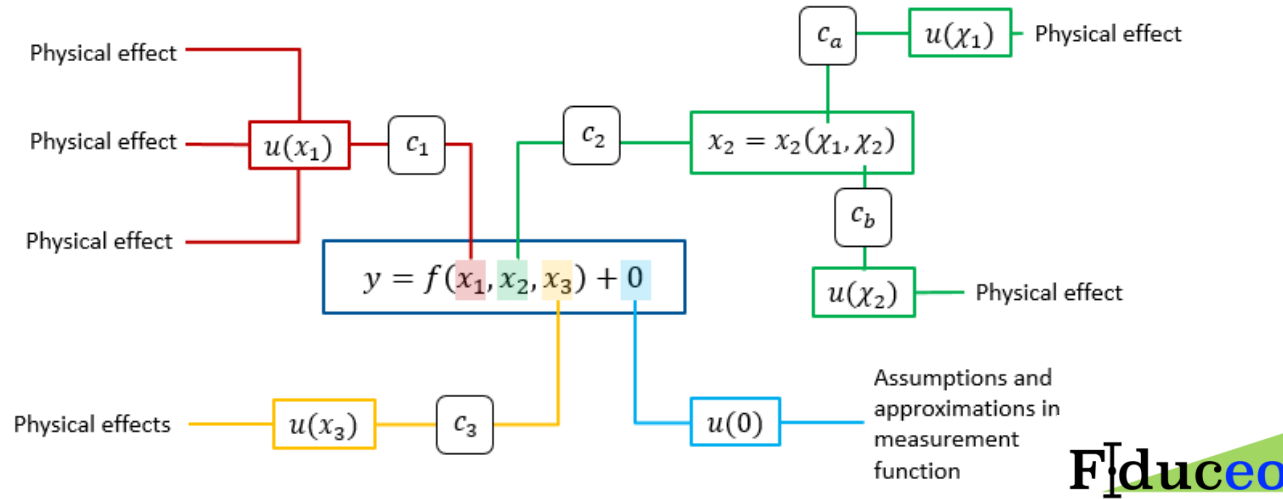 Physical effect
Physical effect
Physical effect
u(x₁)
c₁
c₂
x₂ = x₂(χ₁, χ₂)
c_a
u(χ₁)
Physical effect
c_b
u(χ₂)
Physical effect
y = f(x₁, x₂, x₃) + 0
Physical effects
u(x₃)
c₃
u(0)
Assumptions and
approximations in
measurement
function
Fiduceo